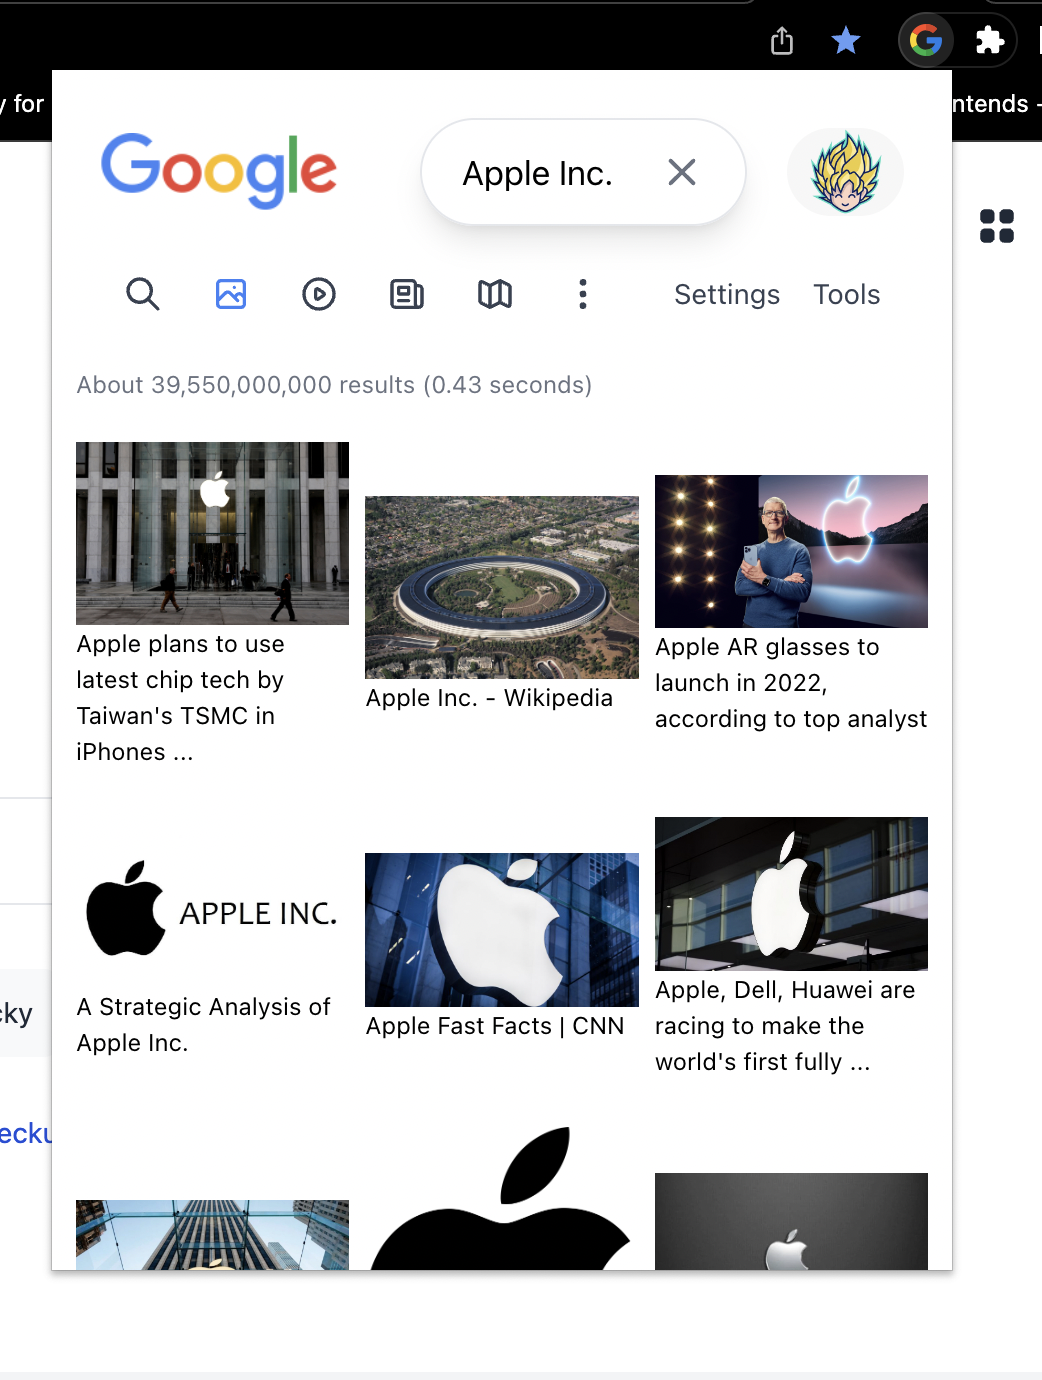 y for
ntends -
Google
Apple Inc.
Settings
Tools
About 39,550,000,000 results (0.43 seconds)
Apple plans to use
latest chip tech by
Taiwan's TSMC in
iPhones ...
Apple Inc. - Wikipedia
Apple AR glasses to
launch in 2022,
according to top analyst
APPLE INC.
A Strategic Analysis of
Apple Inc.
Apple Fast Facts | CNN
Apple, Dell, Huawei are
racing to make the
world's first fully ...
cky
ecku